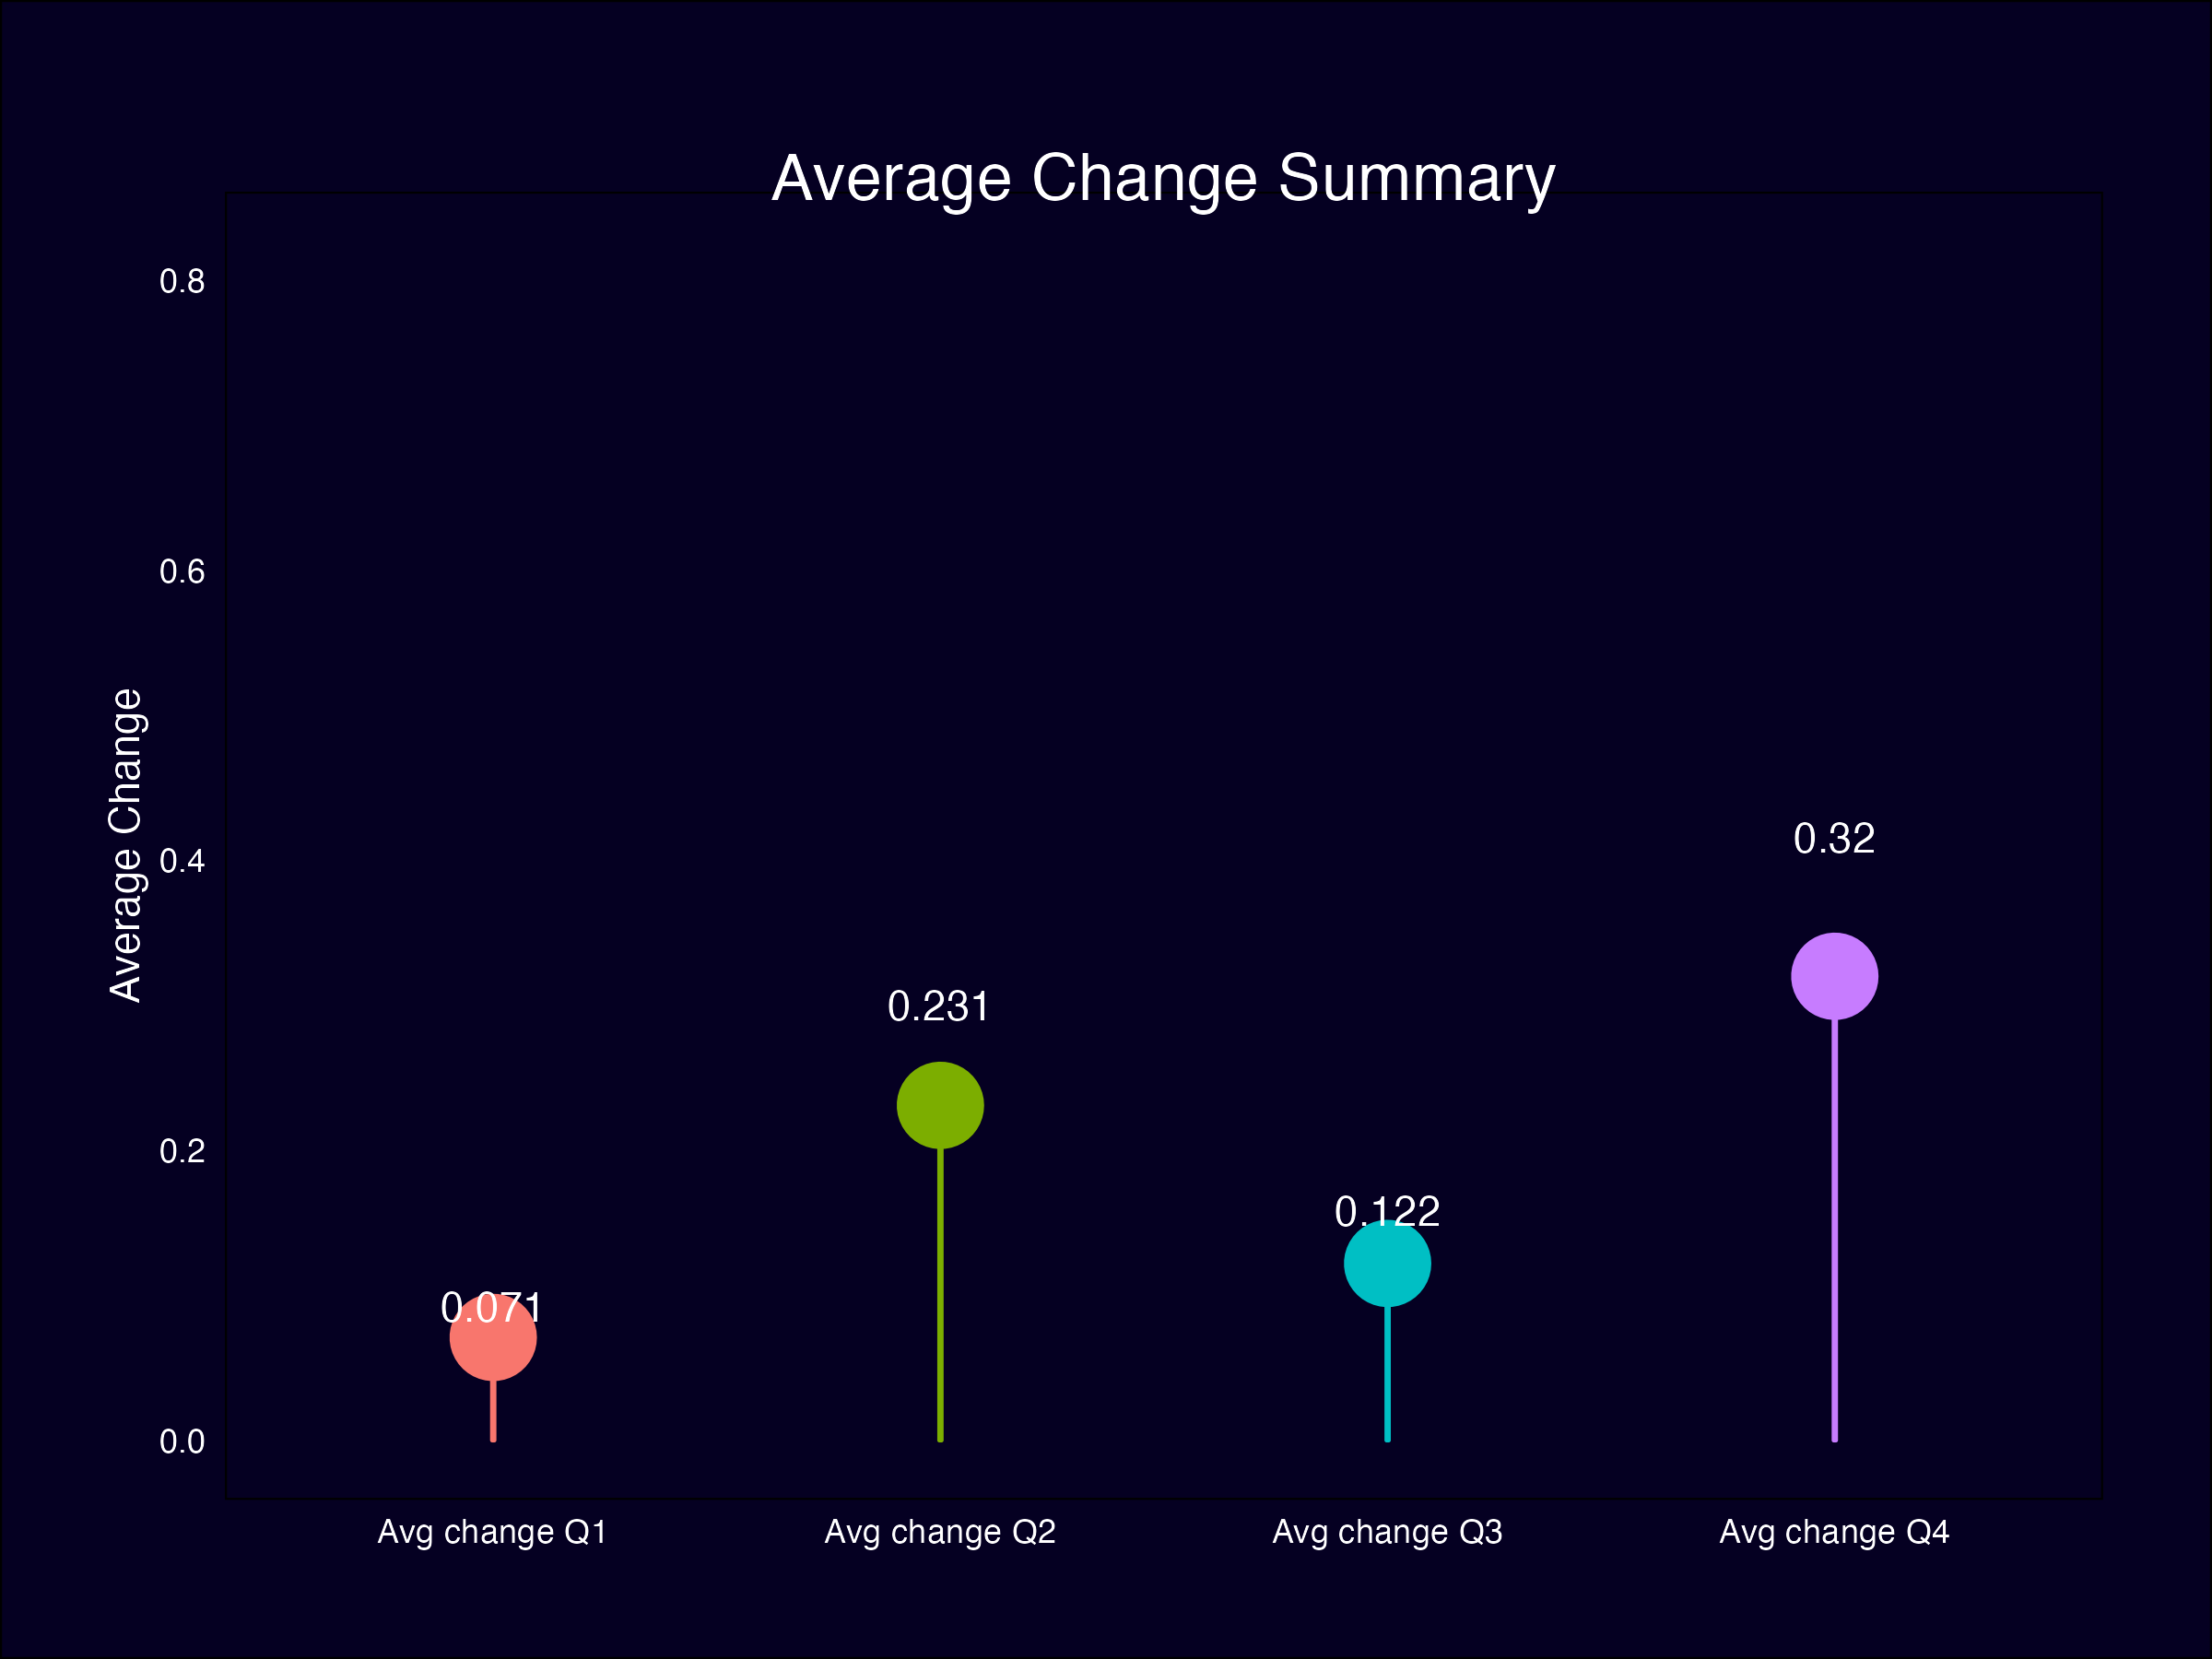 Average Change Summary
0.8
0.6
0.4
0.2
0.0
Average Change
0.071
0.231
0.122
0.32
Avg change Q1
Avg change Q2
Avg change Q3
Avg change Q4